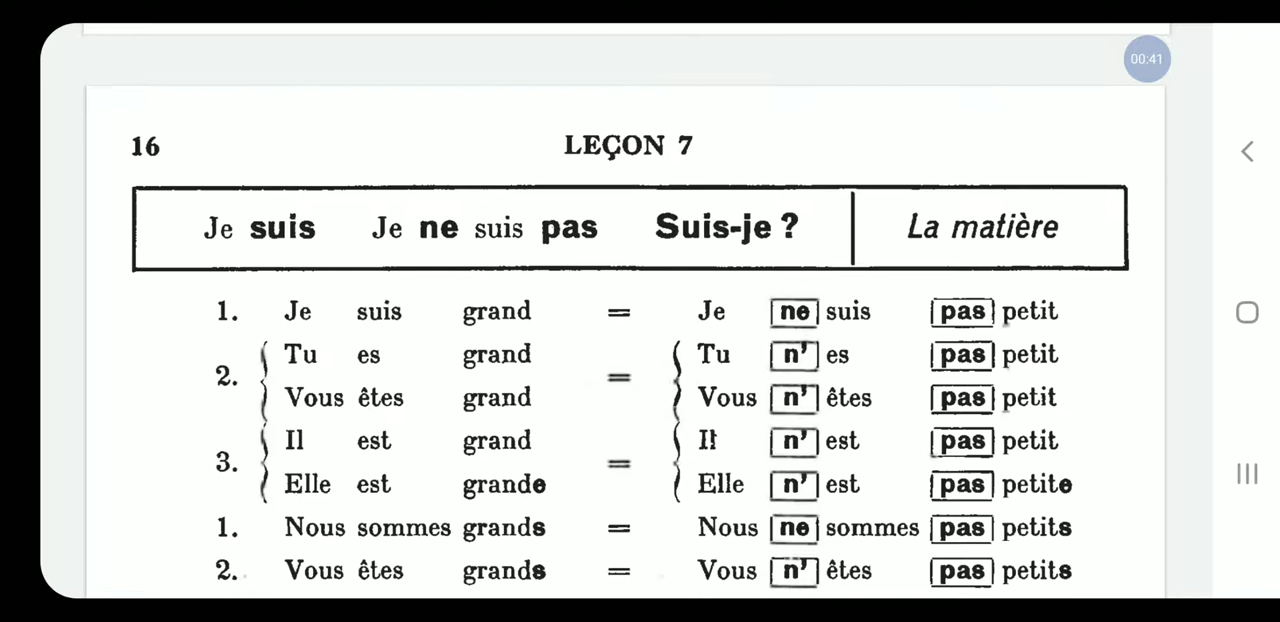 00:41
16 LEÇON 7
Je suis Je ne suis pas Suis-je ? La matière
1. Je suis grand = Je ne suis pas petit
Tu es grand Tu n' es pas petit
2. = 
Vous êtes grand Vous n' êtes pas petit
Il est grand Il n' est pas petit
3. =
Elle est grande Elle n' est pas petite
1. Nous sommes grands = Nous ne sommes pas petits
2. Vous êtes grands = Vous n' êtes pas petits